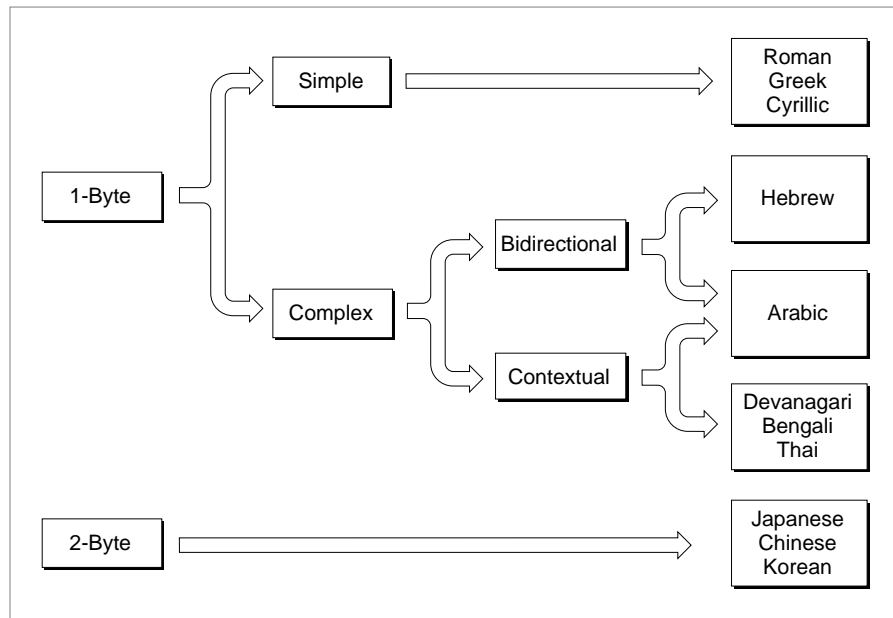 Simple
Roman
Greek
Cyrillic
1-Byte
Hebrew
Bidirectional
Complex
Arabic
Contextual
Devanagari
Bengali
Thai
2-Byte
Japanese
Chinese
Korean